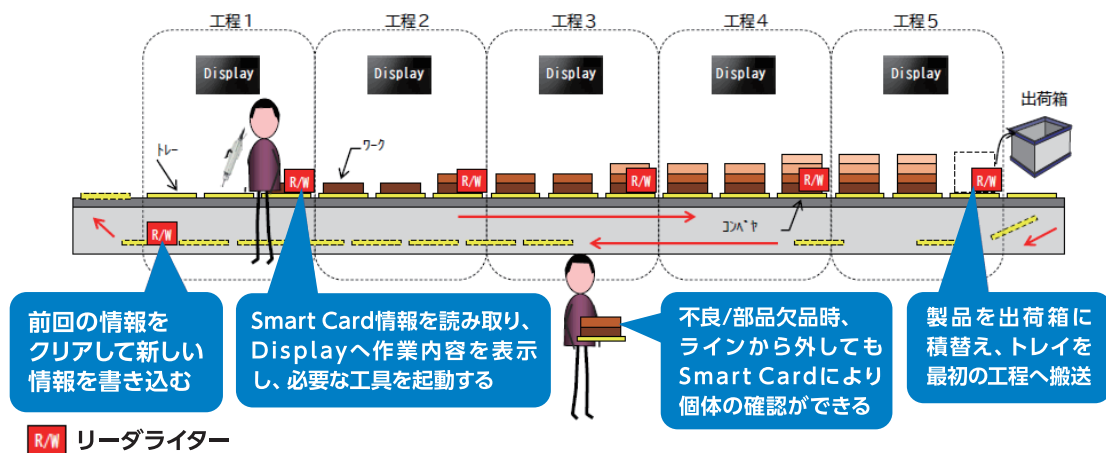 工程1
工程2
工程3
工程4
工程5
Display
Display
Display
Display
Display
出荷箱
トレー
ワーク
R/W
R/W
R/W
R/W
R/W
コンベヤ
R/W
前回の情報を
クリアして新しい
情報を書き込む
Smart Card情報を読み取り、
Displayへ作業内容を表示
し、必要な工具を起動する
不良/部品欠品時、
ラインから外しても
Smart Cardにより
個体の確認ができる
製品を出荷箱に
積替え、トレイを
最初の工程へ搬送
R/W リーダライター